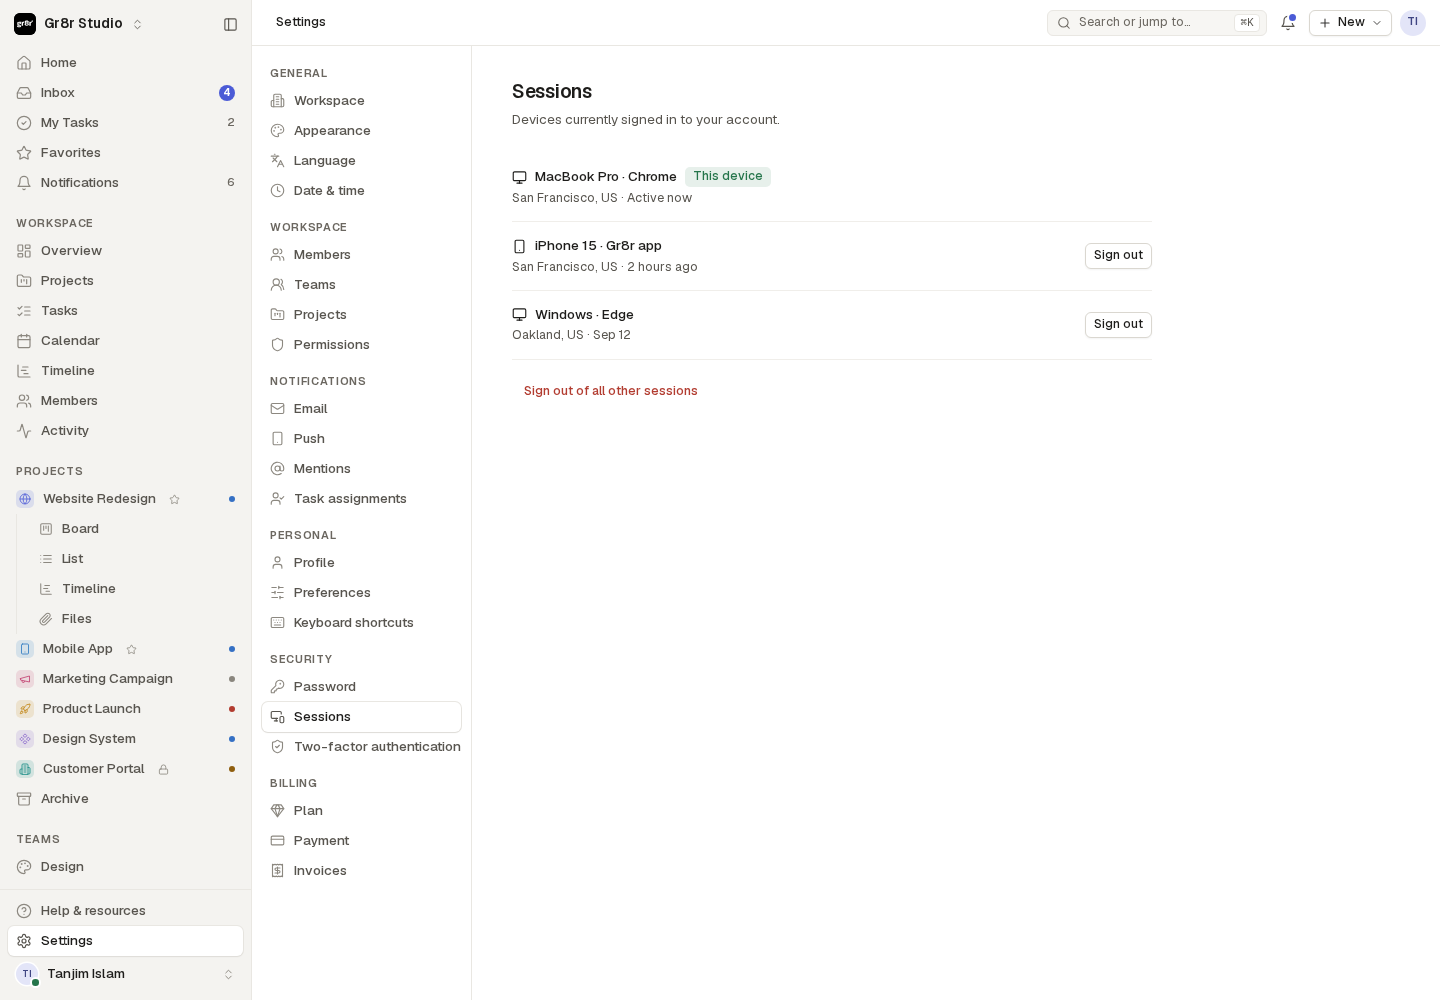 gr8r
Gr8r Studio
Home
Inbox 4
My Tasks 2
Favorites
Notifications 6
WORKSPACE
Overview
Projects
Tasks
Calendar
Timeline
Members
Activity
PROJECTS
Website Redesign
Board
List
Timeline
Files
Mobile App
Marketing Campaign
Product Launch
Design System
Customer Portal
Archive
TEAMS
Design
Help & resources
Settings
TI Tanjim Islam
Settings
Search or jump to... ⌘K
New
TI
GENERAL
Workspace
Appearance
Language
Date & time
WORKSPACE
Members
Teams
Projects
Permissions
NOTIFICATIONS
Email
Push
Mentions
Task assignments
PERSONAL
Profile
Preferences
Keyboard shortcuts
SECURITY
Password
Sessions
Two-factor authentication
BILLING
Plan
Payment
Invoices
Sessions
Devices currently signed in to your account.
MacBook Pro · Chrome This device
San Francisco, US · Active now
iPhone 15 · Gr8r app
San Francisco, US · 2 hours ago
Sign out
Windows · Edge
Oakland, US · Sep 12
Sign out
Sign out of all other sessions